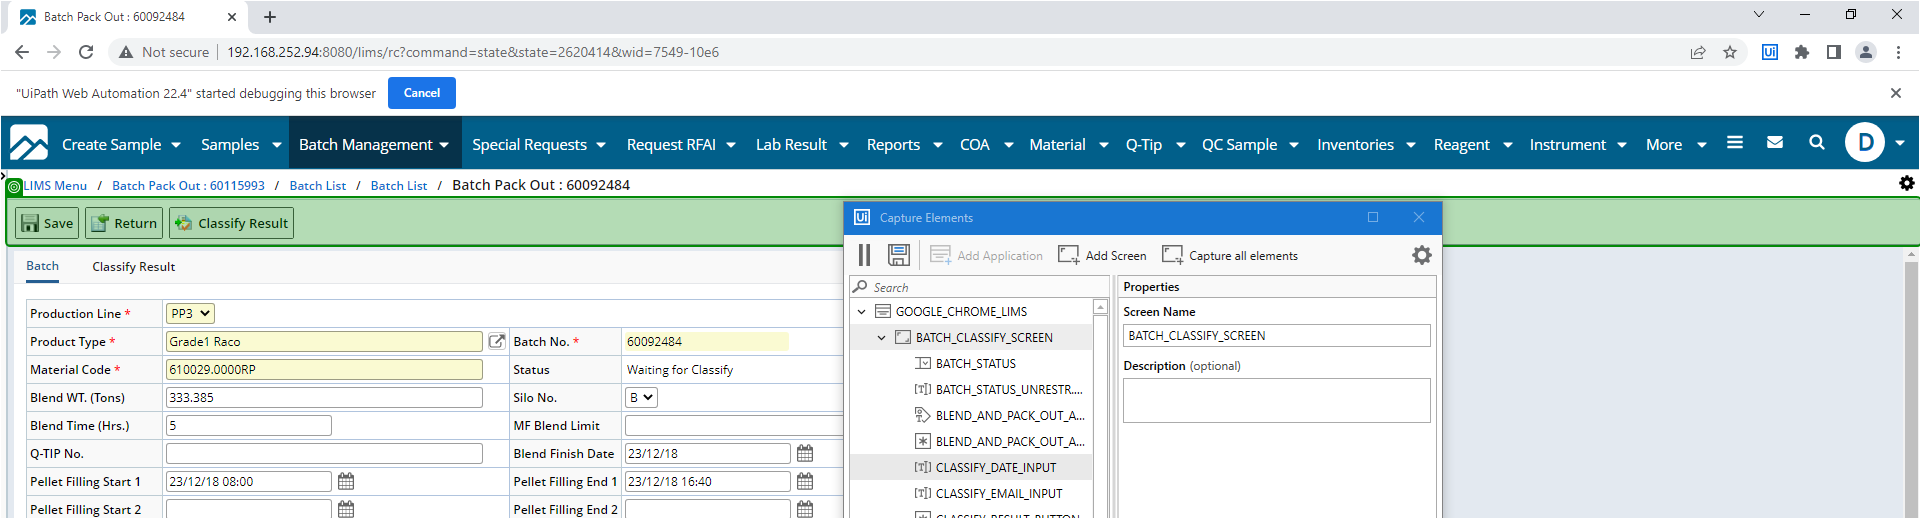 Batch Pack Out : 60092484
Not secure 192.168.252.94:8080/lims/rc?command=state&state=2620414&wid=7549-10e6
Ui
"UiPath Web Automation 22.4" started debugging this browser Cancel
Create Sample Samples Batch Management Special Requests Request RFAI Lab Result Reports COA Material Q-Tip QC Sample Inventories Reagent Instrument More D
LIMS Menu / Batch Pack Out : 60115993 / Batch List / Batch List / Batch Pack Out : 60092484
Save Return Classify Result
Batch Classify Result
Production Line * PP3
Product Type * Grade1 Raco Batch No. * 60092484
Material Code * 610029.0000RP Status Waiting for Classify
Blend WT. (Tons) 333.385 Silo No. B
Blend Time (Hrs.) 5 MF Blend Limit
Q-TIP No. Blend Finish Date 23/12/18
Pellet Filling Start 1 23/12/18 08:00 Pellet Filling End 1 23/12/18 16:40
Pellet Filling Start 2 Pellet Filling End 2
Ui Capture Elements
Add Application Add Screen Capture all elements
Search
GOOGLE_CHROME_LIMS
BATCH_CLASSIFY_SCREEN
BATCH_STATUS
BATCH_STATUS_UNRESTR....
BLEND_AND_PACK_OUT_A...
BLEND_AND_PACK_OUT_A...
CLASSIFY_DATE_INPUT
CLASSIFY_EMAIL_INPUT
CLASSIFY_RESULT_BUTTON
Properties
Screen Name
BATCH_CLASSIFY_SCREEN
Description (optional)